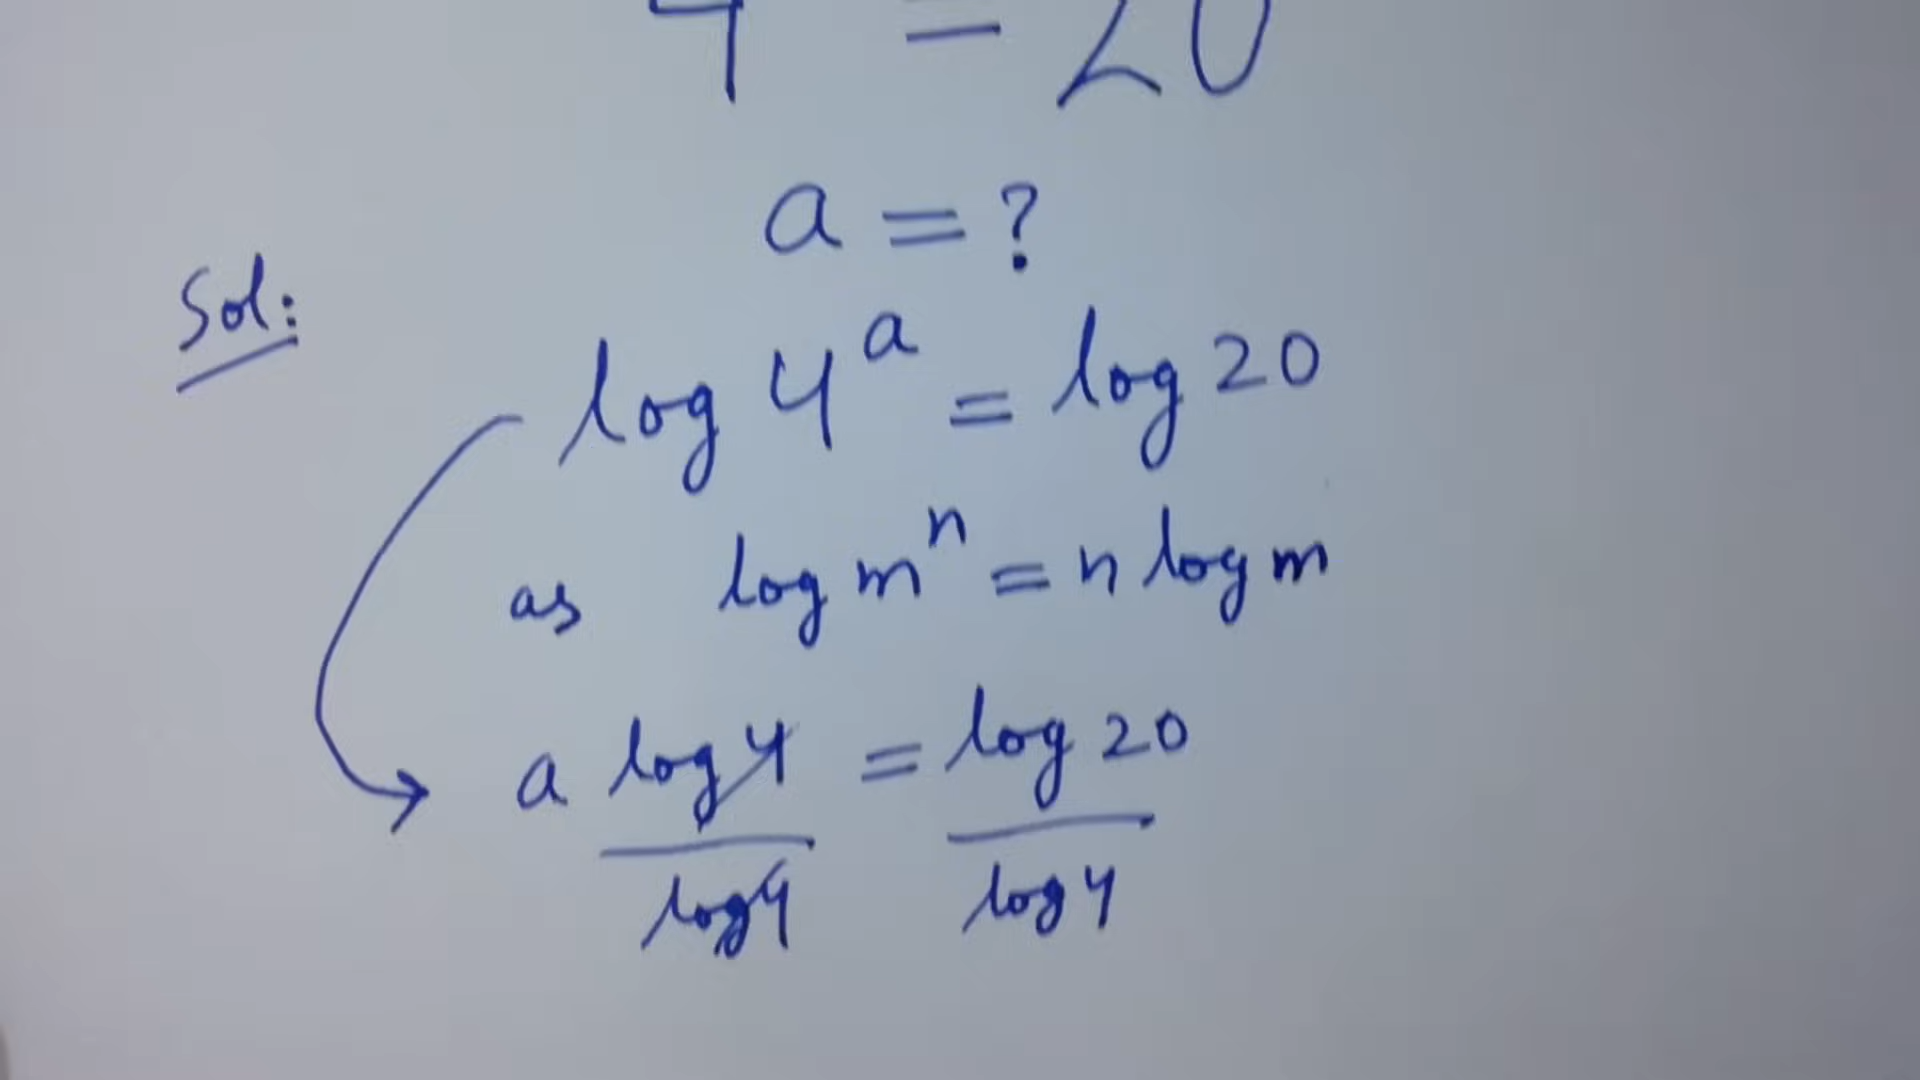 4 = 20
a = ?
Sol:
log 4^a = log 20
as log m^n = n log m
a log 4 / log 4 = log 20 / log 4